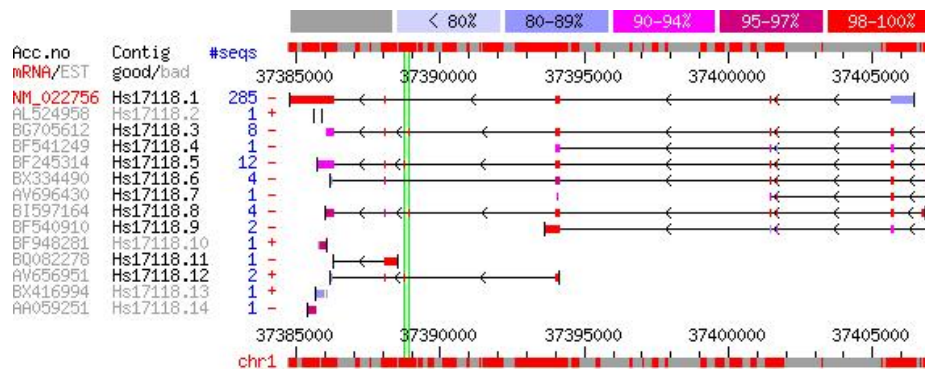 < 80% 80-89% 90-94% 95-97% 98-100%
Acc.no Contig #seqs
mRNA/EST good/bad
37385000 37390000 37395000 37400000 37405000
NM_022756 Hs17118.1 285 -
AL524958 Hs17118.2 1 +
BG705612 Hs17118.3 8 -
BF541249 Hs17118.4 1 -
BF245314 Hs17118.5 12 -
BX334490 Hs17118.6 4 -
AV696430 Hs17118.7 1 -
BI597164 Hs17118.8 4 -
BF540910 Hs17118.9 2 -
BF948281 Hs17118.10 1 +
BQ082278 Hs17118.11 1 -
AV656951 Hs17118.12 2 +
BX416994 Hs17118.13 1 +
AA059251 Hs17118.14 1 -
37385000 37390000 37395000 37400000 37405000
chr1